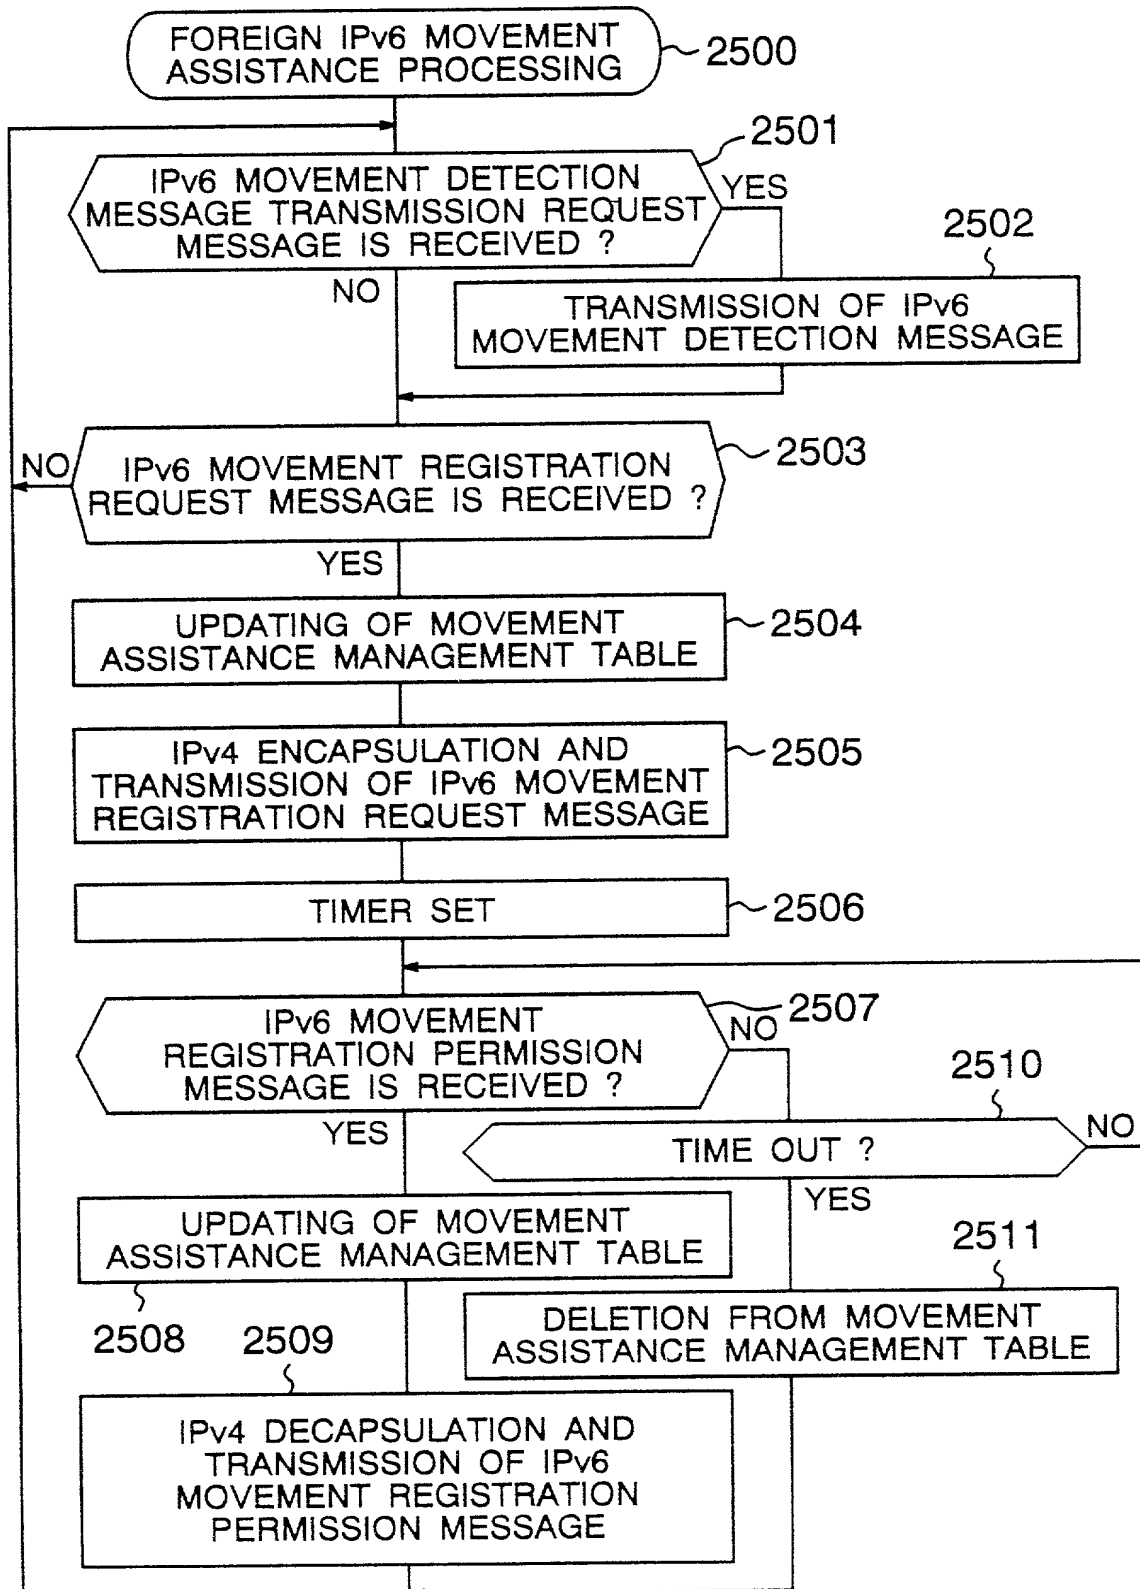 FOREIGN IPv6 MOVEMENT
ASSISTANCE PROCESSING
2500
2501
IPv6 MOVEMENT DETECTION
MESSAGE TRANSMISSION REQUEST
MESSAGE IS RECEIVED ?
YES
NO
2502
TRANSMISSION OF IPv6
MOVEMENT DETECTION MESSAGE
NO
IPv6 MOVEMENT REGISTRATION
REQUEST MESSAGE IS RECEIVED ?
2503
YES
UPDATING OF MOVEMENT
ASSISTANCE MANAGEMENT TABLE
2504
IPv4 ENCAPSULATION AND
TRANSMISSION OF IPv6 MOVEMENT
REGISTRATION REQUEST MESSAGE
2505
TIMER SET
2506
IPv6 MOVEMENT
REGISTRATION PERMISSION
MESSAGE IS RECEIVED ?
2507
NO
YES
2510
TIME OUT ?
NO
YES
UPDATING OF MOVEMENT
ASSISTANCE MANAGEMENT TABLE
2508
2511
DELETION FROM MOVEMENT
ASSISTANCE MANAGEMENT TABLE
2509
IPv4 DECAPSULATION AND
TRANSMISSION OF IPv6
MOVEMENT REGISTRATION
PERMISSION MESSAGE